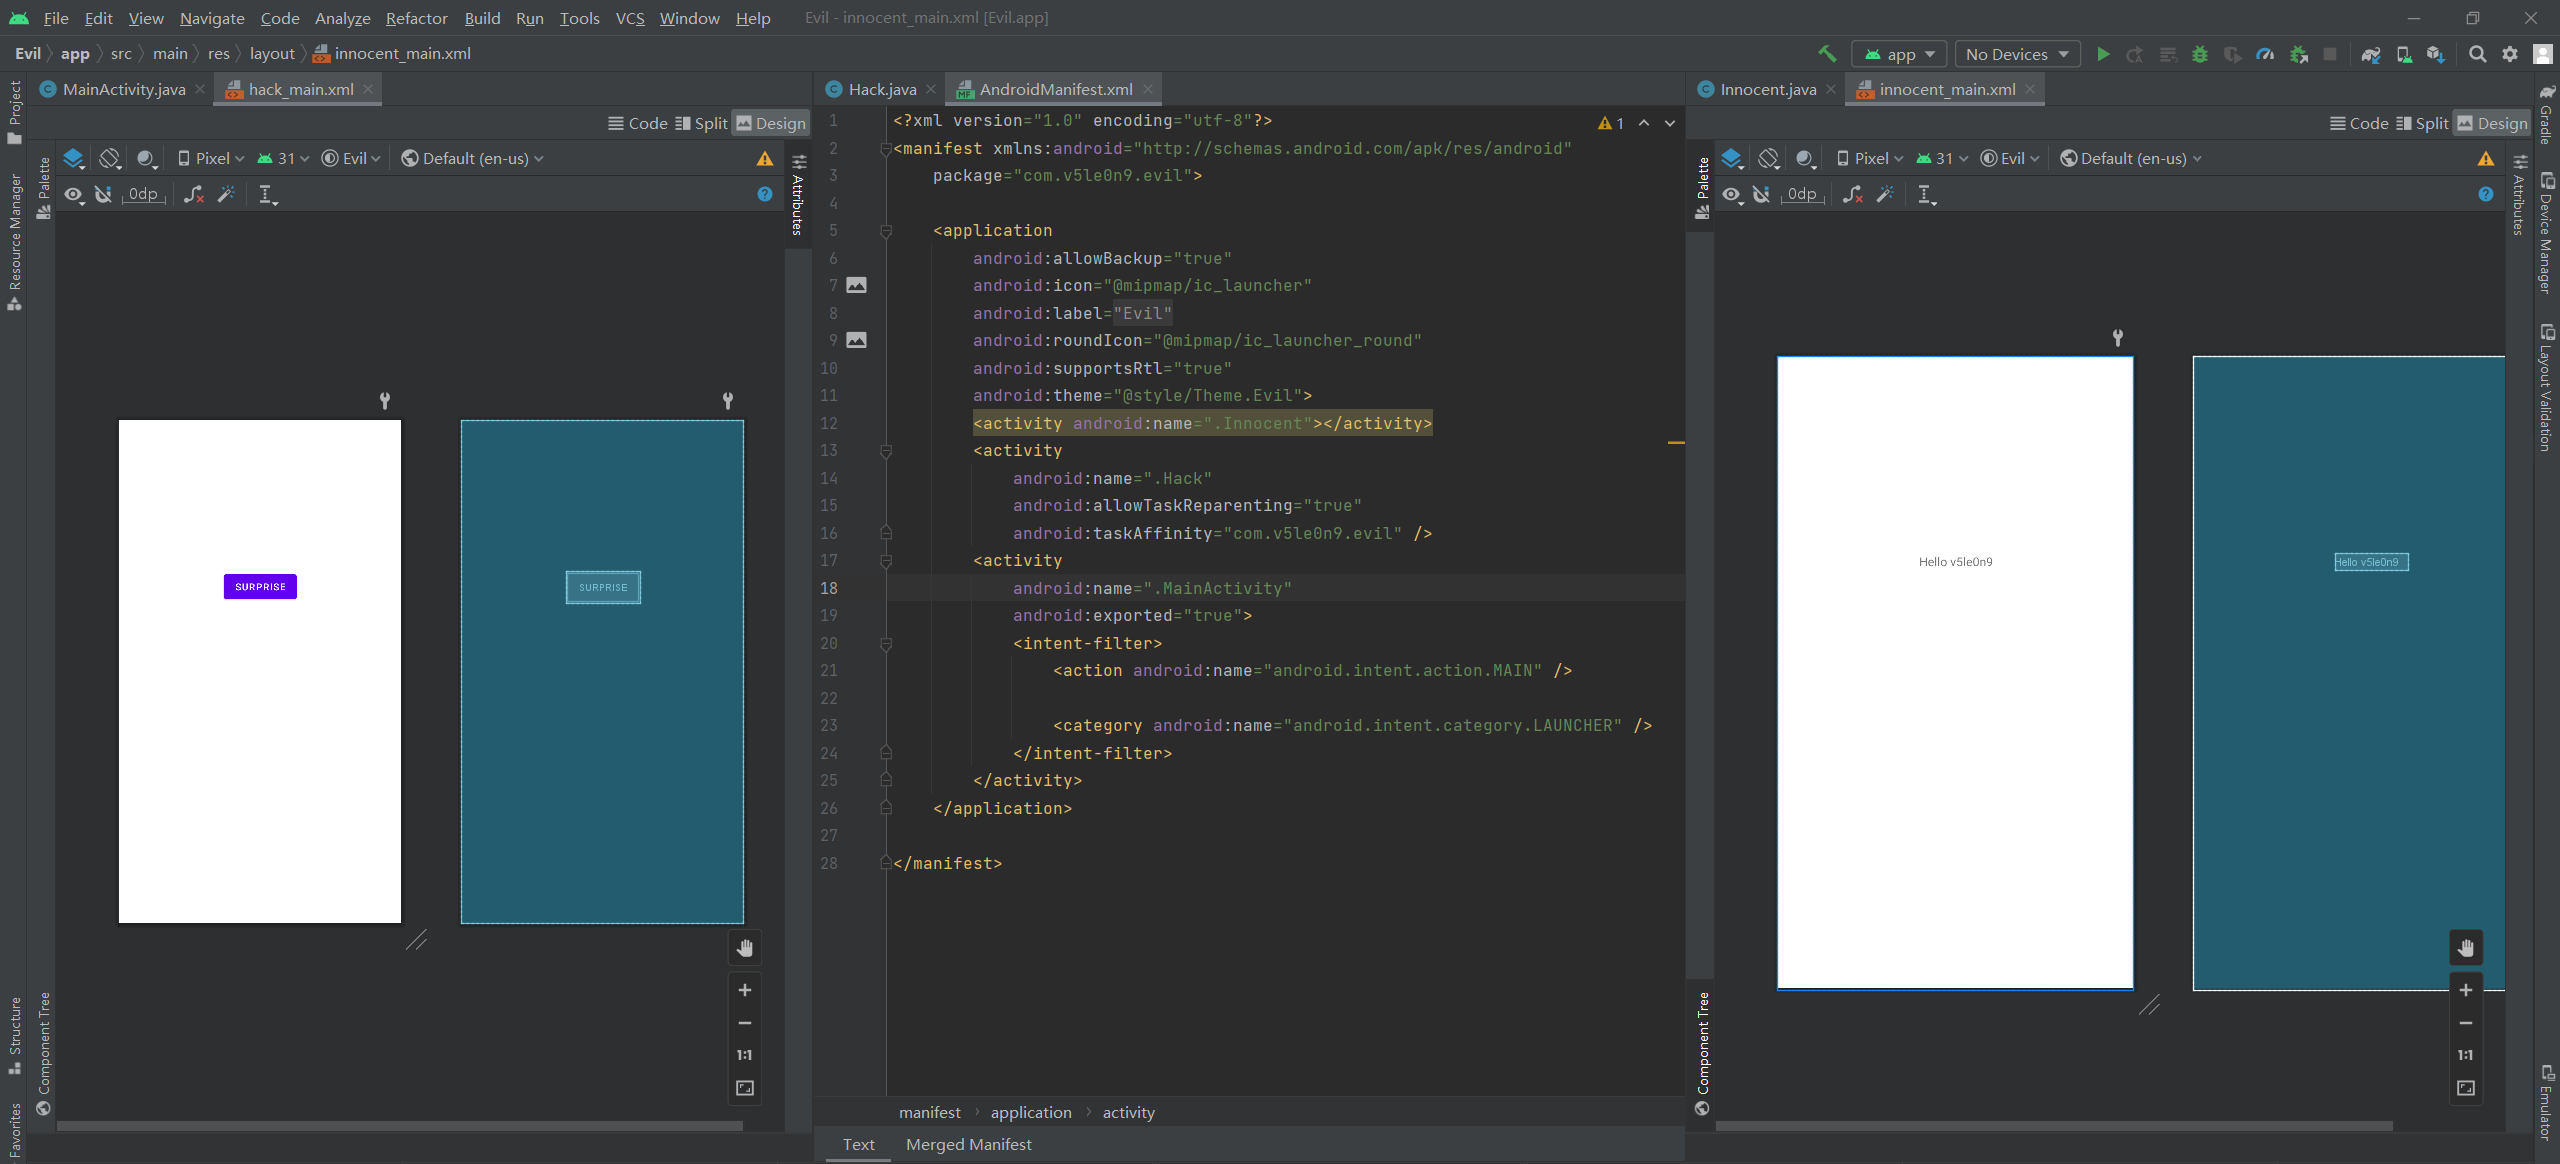 File Edit View Navigate Code Analyze Refactor Build Run Tools VCS Window Help Evil - innocent_main.xml [Evil.app]
Evil app src main res layout innocent_main.xml
app No Devices
MainActivity.java hack_main.xml
Hack.java AndroidManifest.xml
Innocent.java innocent_main.xml
Code Split Design
Pixel 31 Evil Default (en-us)
0dp
Project
Resource Manager
Structure
Favorites
Palette
Component Tree
Attributes
SURPRISE
SURPRISE
1:1
1
1 <?xml version="1.0" encoding="utf-8"?>
2 <manifest xmlns:android="http://schemas.android.com/apk/res/android"
3 package="com.v5le0n9.evil">
4
5 <application
6 android:allowBackup="true"
7 android:icon="@mipmap/ic_launcher"
8 android:label="Evil"
9 android:roundIcon="@mipmap/ic_launcher_round"
10 android:supportsRtl="true"
11 android:theme="@style/Theme.Evil">
12 <activity android:name=".Innocent"></activity>
13 <activity
14 android:name=".Hack"
15 android:allowTaskReparenting="true"
16 android:taskAffinity="com.v5le0n9.evil" />
17 <activity
18 android:name=".MainActivity"
19 android:exported="true">
20 <intent-filter>
21 <action android:name="android.intent.action.MAIN" />
22
23 <category android:name="android.intent.category.LAUNCHER" />
24 </intent-filter>
25 </activity>
26 </application>
27
28 </manifest>
manifest application activity
Text Merged Manifest
Code Split Design
Pixel 31 Evil Default (en-us)
0dp
Palette
Component Tree
Attributes
Hello v5le0n9
Hello v5le0n9
1:1
Gradle
Device Manager
Layout Validation
Emulator